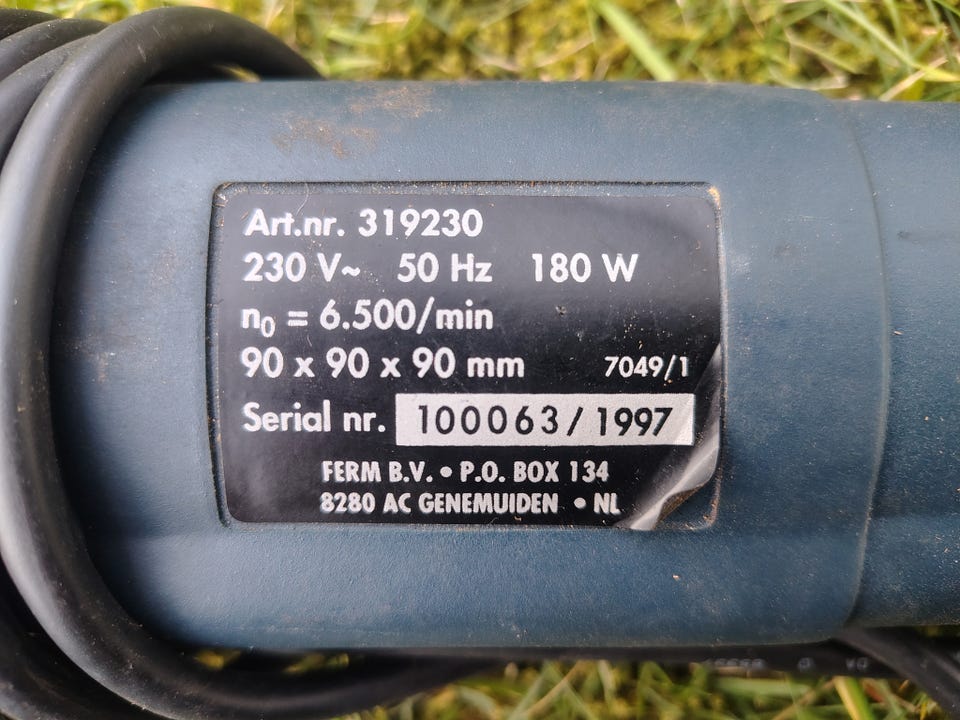 Art.nr. 319230
230 V~ 50 Hz 180 W
n₀ = 6.500/min
90 x 90 x 90 mm 7049/1
Serial nr. 100063/1997
FERM B.V. • P.O. BOX 134
8280 AC GENEMUIDEN • NL